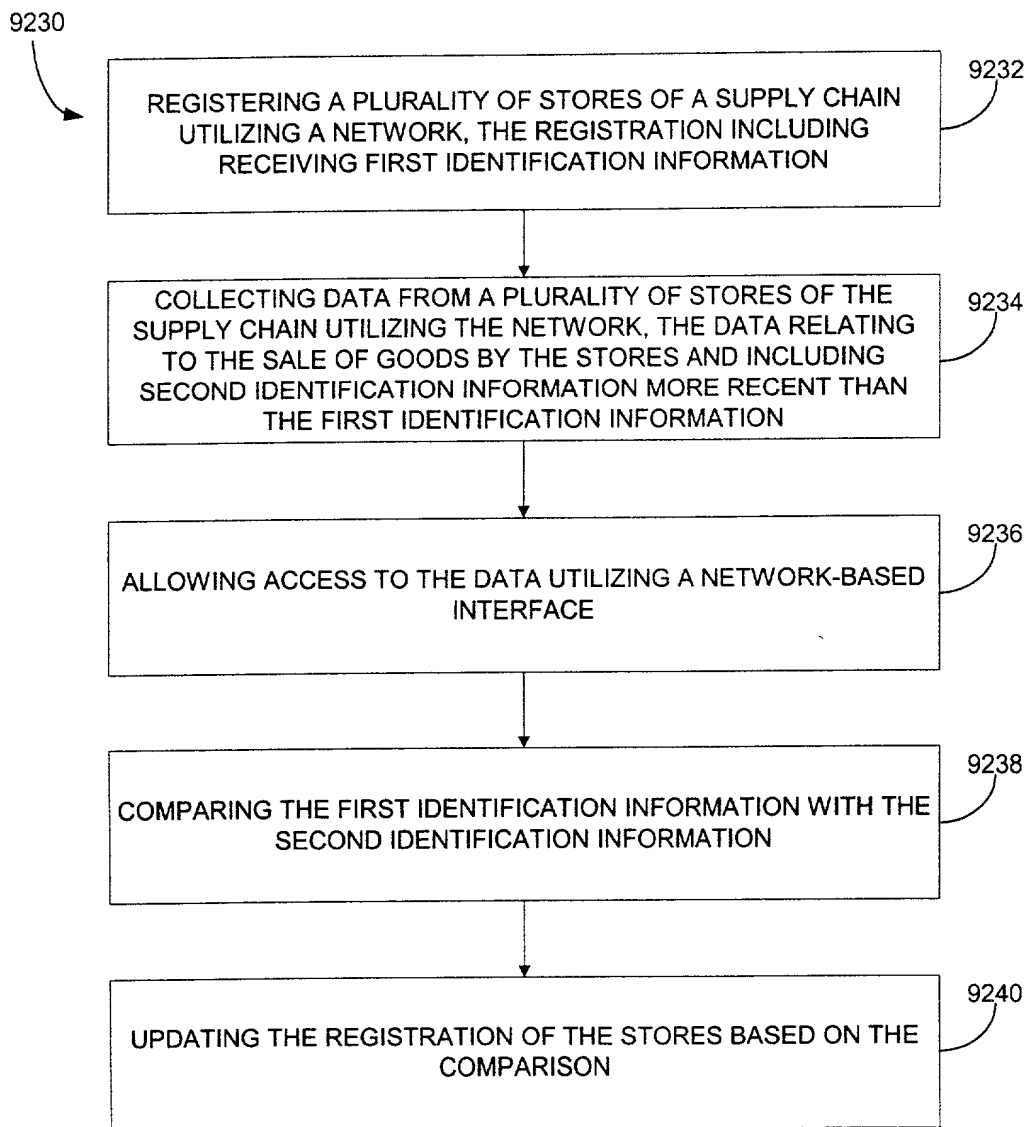 9230
9232
REGISTERING A PLURALITY OF STORES OF A SUPPLY CHAIN
UTILIZING A NETWORK, THE REGISTRATION INCLUDING
RECEIVING FIRST IDENTIFICATION INFORMATION
9234
COLLECTING DATA FROM A PLURALITY OF STORES OF THE
SUPPLY CHAIN UTILIZING THE NETWORK, THE DATA RELATING
TO THE SALE OF GOODS BY THE STORES AND INCLUDING
SECOND IDENTIFICATION INFORMATION MORE RECENT THAN
THE FIRST IDENTIFICATION INFORMATION
9236
ALLOWING ACCESS TO THE DATA UTILIZING A NETWORK-BASED
INTERFACE
9238
COMPARING THE FIRST IDENTIFICATION INFORMATION WITH THE
SECOND IDENTIFICATION INFORMATION
9240
UPDATING THE REGISTRATION OF THE STORES BASED ON THE
COMPARISON